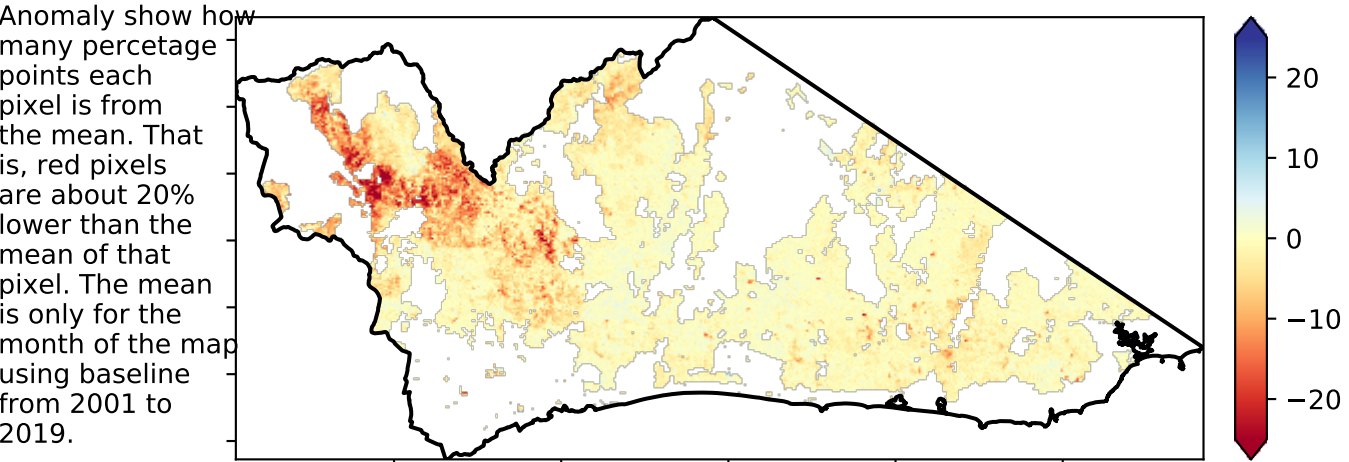 Anomaly show how
many percetage
points each
pixel is from
the mean. That
is, red pixels
are about 20%
lower than the
mean of that
pixel. The mean
is only for the
month of the map
using baseline
from 2001 to
2019.
20
10
0
−10
−20